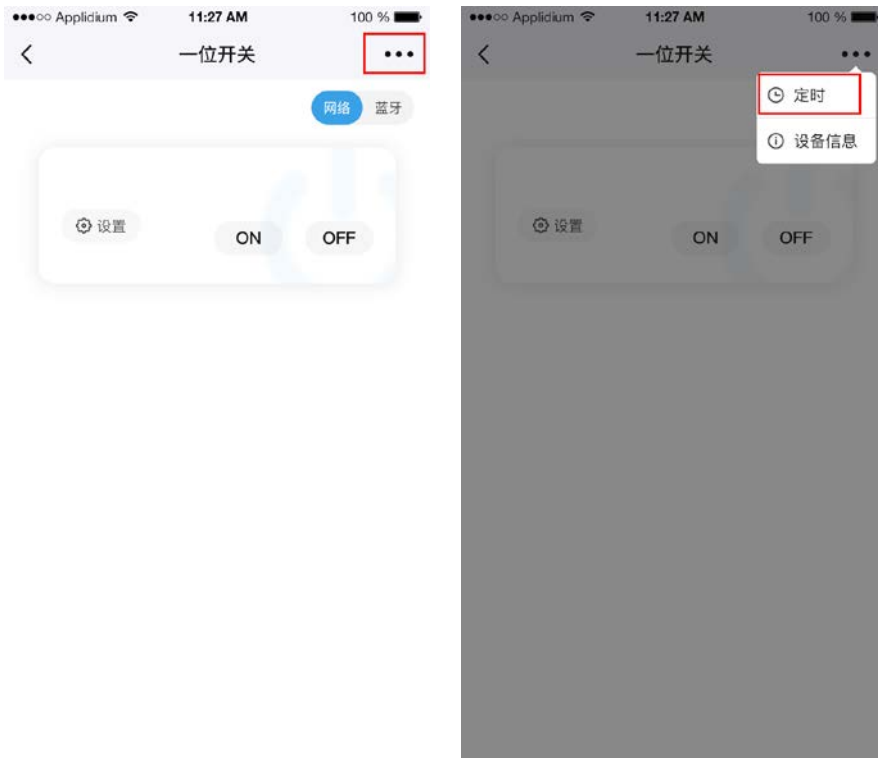 ●●●○○ Applidium 11:27 AM 100 %
一位开关
网络 蓝牙
设置
ON OFF
●●●○○ Applidium 11:27 AM 100 %
一位开关
定时
设备信息
设置
ON OFF